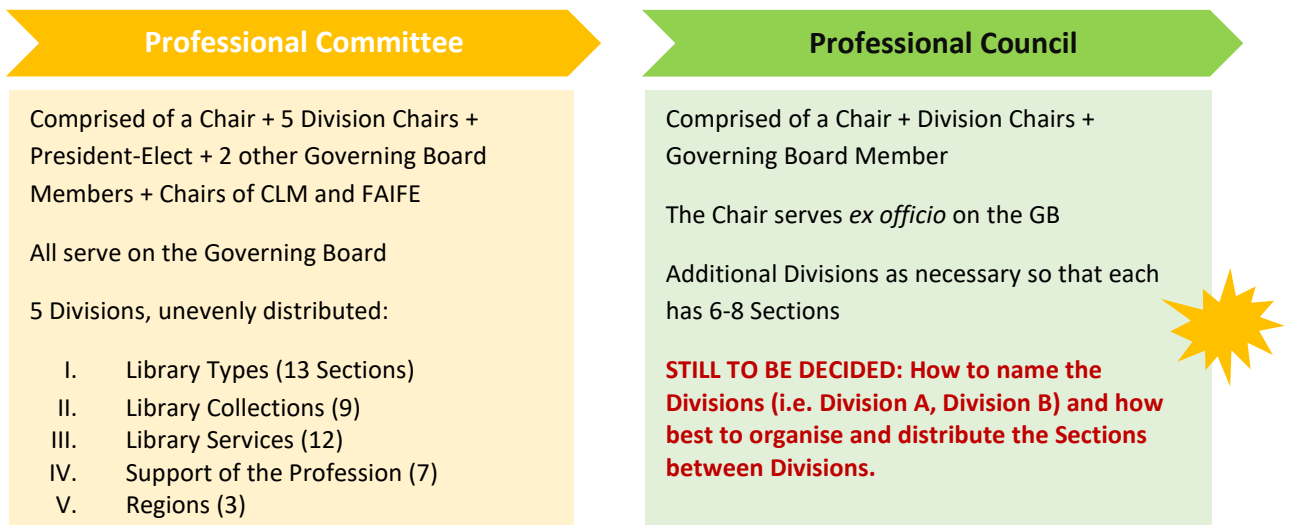 Professional Committee
Comprised of a Chair + 5 Division Chairs +
President-Elect + 2 other Governing Board
Members + Chairs of CLM and FAIFE
All serve on the Governing Board
5 Divisions, unevenly distributed:
I. Library Types (13 Sections)
II. Library Collections (9)
III. Library Services (12)
IV. Support of the Profession (7)
V. Regions (3)
Professional Council
Comprised of a Chair + Division Chairs +
Governing Board Member
The Chair serves ex officio on the GB
Additional Divisions as necessary so that each
has 6-8 Sections
STILL TO BE DECIDED: How to name the
Divisions (i.e. Division A, Division B) and how
best to organise and distribute the Sections
between Divisions.